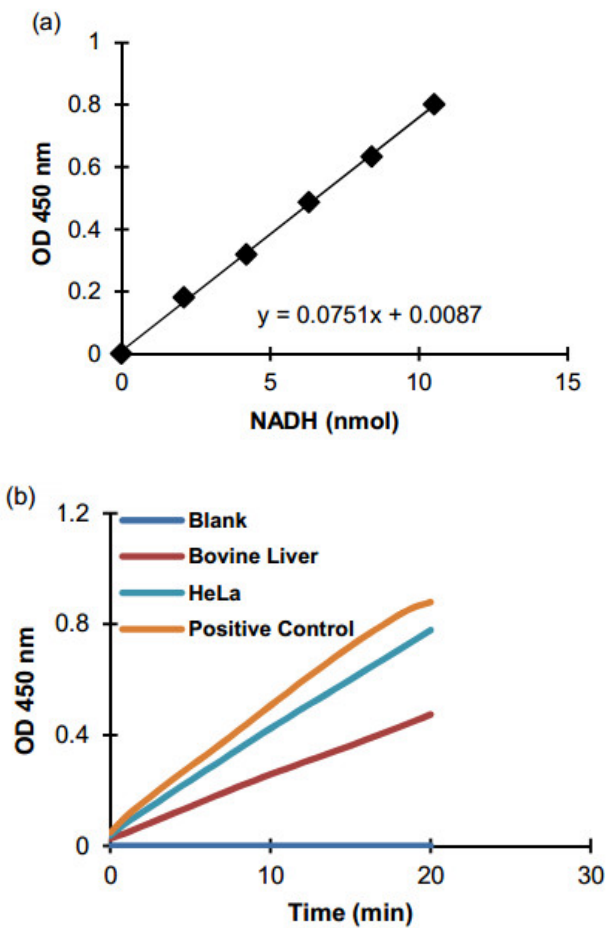 (a)
1
0.8
0.6
0.4
0.2
0
OD 450 nm
y = 0.0751x + 0.0087
0 5 10 15
NADH (nmol)
(b)
1.2
0.8
0.4
0
OD 450 nm
Blank
Bovine Liver
HeLa
Positive Control
0 10 20 30
Time (min)